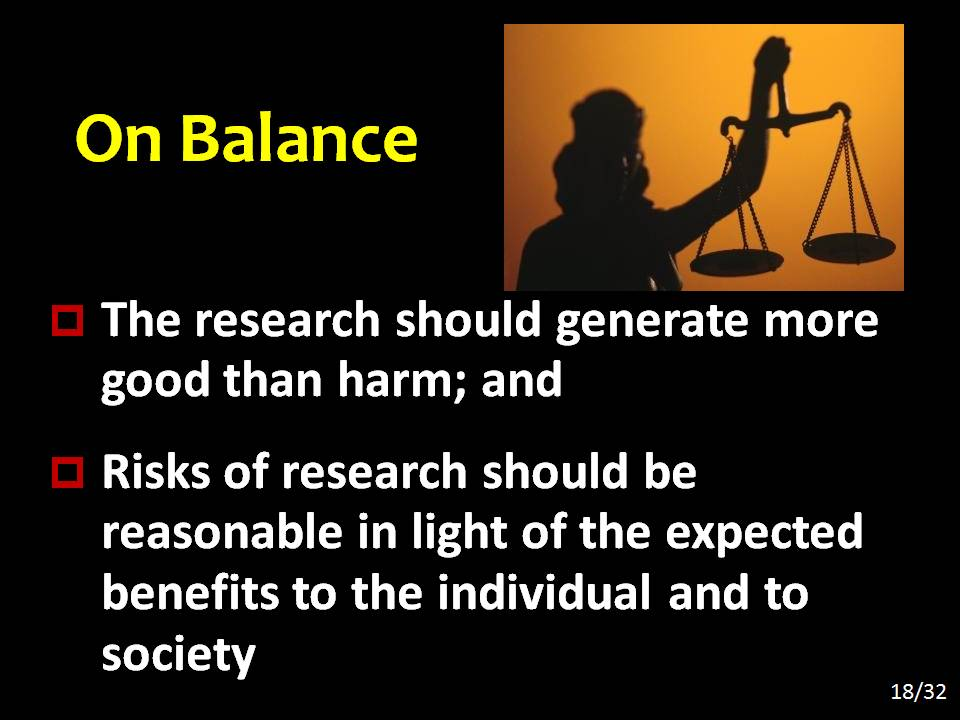 On Balance
The research should generate more
good than harm; and
Risks of research should be
reasonable in light of the expected
benefits to the individual and to
society
18/32